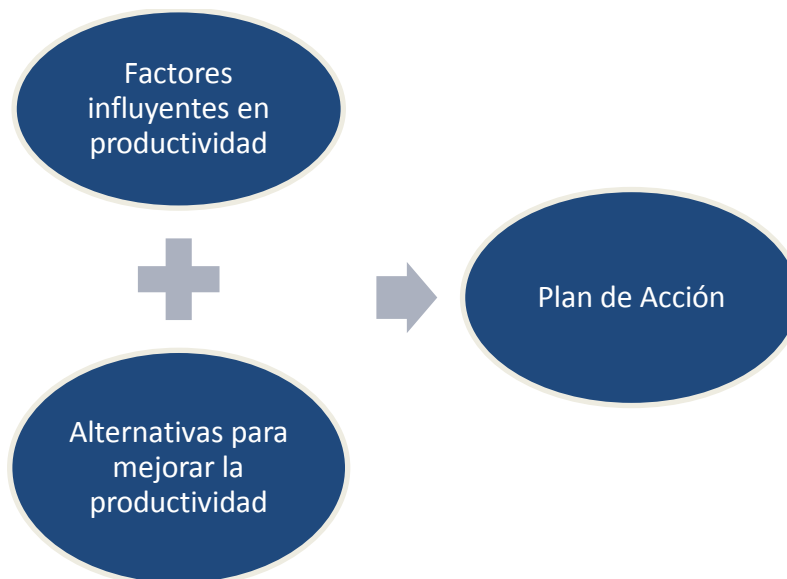 Factores
influyentes en
productividad
Alternativas para
mejorar la
productividad
Plan de Acción